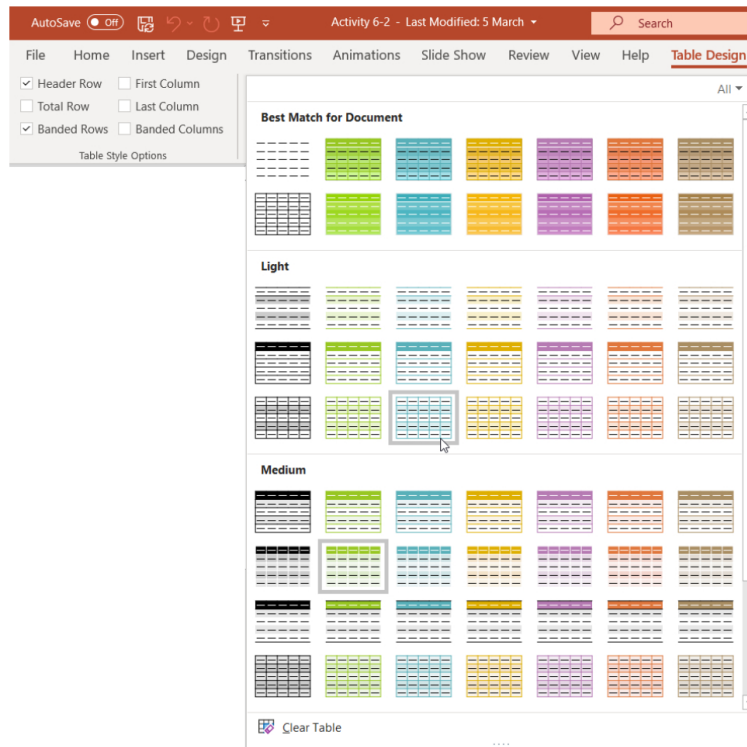 AutoSave Off Activity 6-2 - Last Modified: 5 March Search
File Home Insert Design Transitions Animations Slide Show Review View Help Table Design
Header Row First Column
Total Row Last Column
Banded Rows Banded Columns
Table Style Options
All
Best Match for Document
Light
Medium
Clear Table